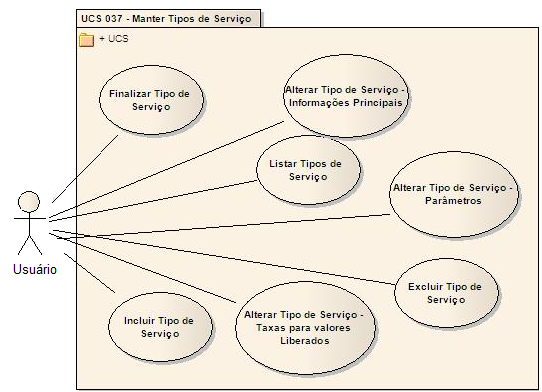 UCS 037 - Manter Tipos de Serviço
+ UCS
Finalizar Tipo de
Serviço
Alterar Tipo de Serviço -
Informações Principais
Listar Tipos de
Serviço
Alterar Tipo de Serviço -
Parâmetros
Usuário
Excluir Tipo de
Serviço
Incluir Tipo de
Serviço
Alterar Tipo de Serviço -
Taxas para valores
Liberados